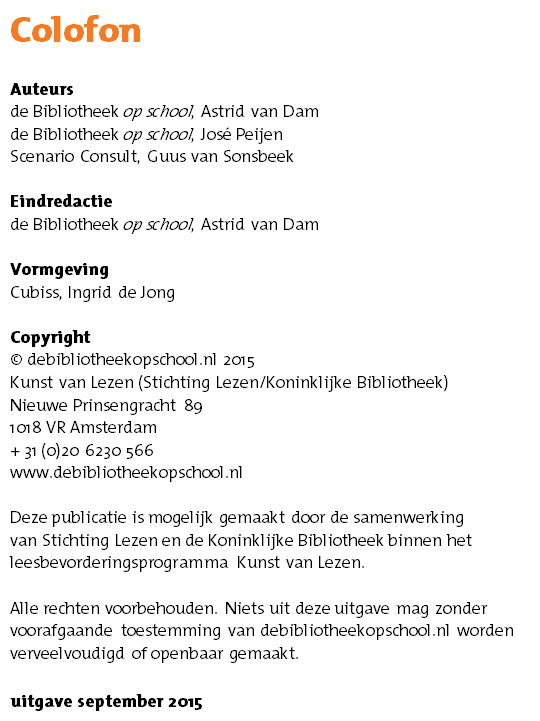 Colofon
Auteurs
de Bibliotheek op school, Astrid van Dam
de Bibliotheek op school, José Peijen
Scenario Consult, Guus van Sonsbeek
Eindredactie
de Bibliotheek op school, Astrid van Dam
Vormgeving
Cubiss, Ingrid de Jong
Copyright
© debibliotheekopschool.nl 2015
Kunst van Lezen (Stichting Lezen/Koninklijke Bibliotheek)
Nieuwe Prinsengracht 89
1018 VR Amsterdam
+ 31 (0)20 6230 566
www.debibliotheekopschool.nl
Deze publicatie is mogelijk gemaakt door de samenwerking
van Stichting Lezen en de Koninklijke Bibliotheek binnen het
leesbevorderingsprogramma Kunst van Lezen.
Alle rechten voorbehouden. Niets uit deze uitgave mag zonder
voorafgaande toestemming van debibliotheekopschool.nl worden
verveelvoudigd of openbaar gemaakt.
uitgave september 2015